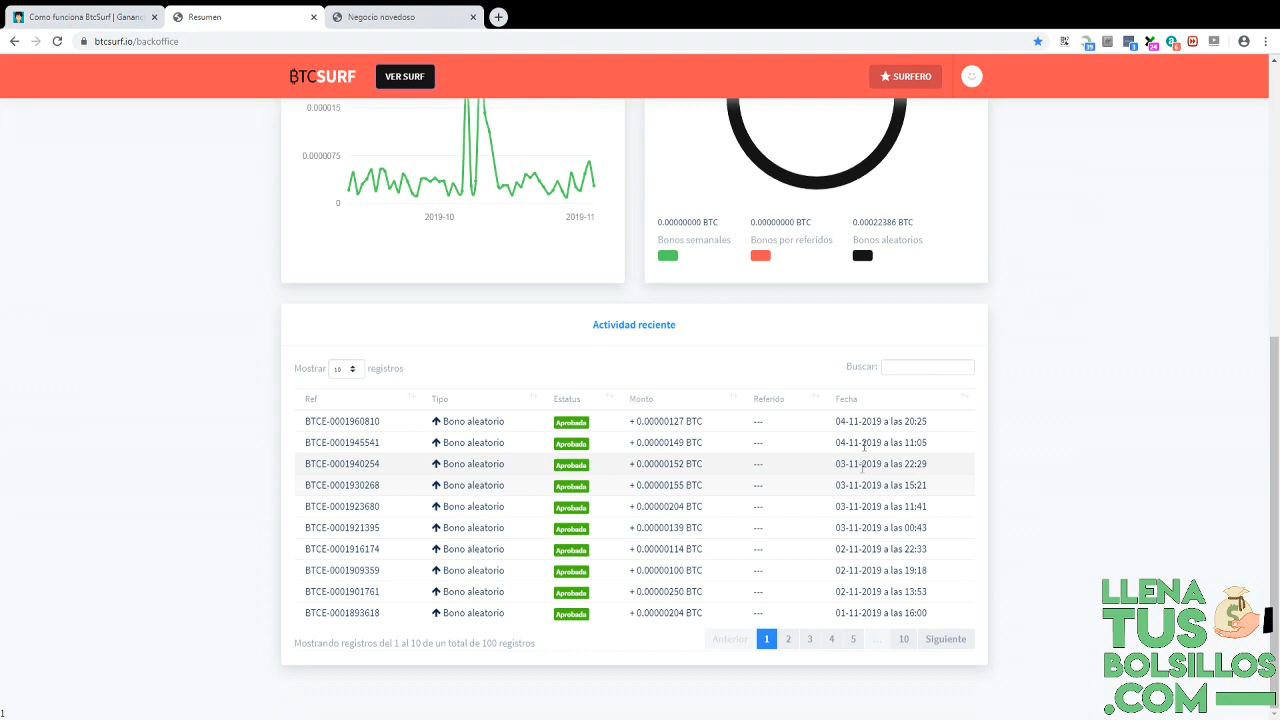 Como funciona BtcSurf | Gananc
Resumen
Negocio novedoso
btcsurf.io/backoffice
BTCSURF
VER SURF
SURFERO
0.000015
0.0000075
0
2019-10
2019-11
0.00000000 BTC
0.00000000 BTC
0.00022386 BTC
Bonos semanales
Bonos por referidos
Bonos aleatorios
Actividad reciente
Mostrar 10 registros
Buscar:
Ref Tipo Estatus Monto Referido Fecha
BTCE-0001960810 Bono aleatorio Aprobada + 0.00000127 BTC --- 04-11-2019 a las 20:25
BTCE-0001945541 Bono aleatorio Aprobada + 0.00000149 BTC --- 04-11-2019 a las 11:05
BTCE-0001940254 Bono aleatorio Aprobada + 0.00000152 BTC --- 03-11-2019 a las 22:29
BTCE-0001930268 Bono aleatorio Aprobada + 0.00000155 BTC --- 03-11-2019 a las 15:21
BTCE-0001923680 Bono aleatorio Aprobada + 0.00000204 BTC --- 03-11-2019 a las 11:41
BTCE-0001921395 Bono aleatorio Aprobada + 0.00000139 BTC --- 03-11-2019 a las 00:43
BTCE-0001916174 Bono aleatorio Aprobada + 0.00000114 BTC --- 02-11-2019 a las 22:33
BTCE-0001909359 Bono aleatorio Aprobada + 0.00000100 BTC --- 02-11-2019 a las 19:18
BTCE-0001901761 Bono aleatorio Aprobada + 0.00000250 BTC --- 02-11-2019 a las 13:53
BTCE-0001893618 Bono aleatorio Aprobada + 0.00000204 BTC --- 01-11-2019 a las 16:00
Mostrando registros del 1 al 10 de un total de 100 registros
Anterior 1 2 3 4 5 ... 10 Siguiente
LLENA
TUS
BOLSILLOS
.COM
1